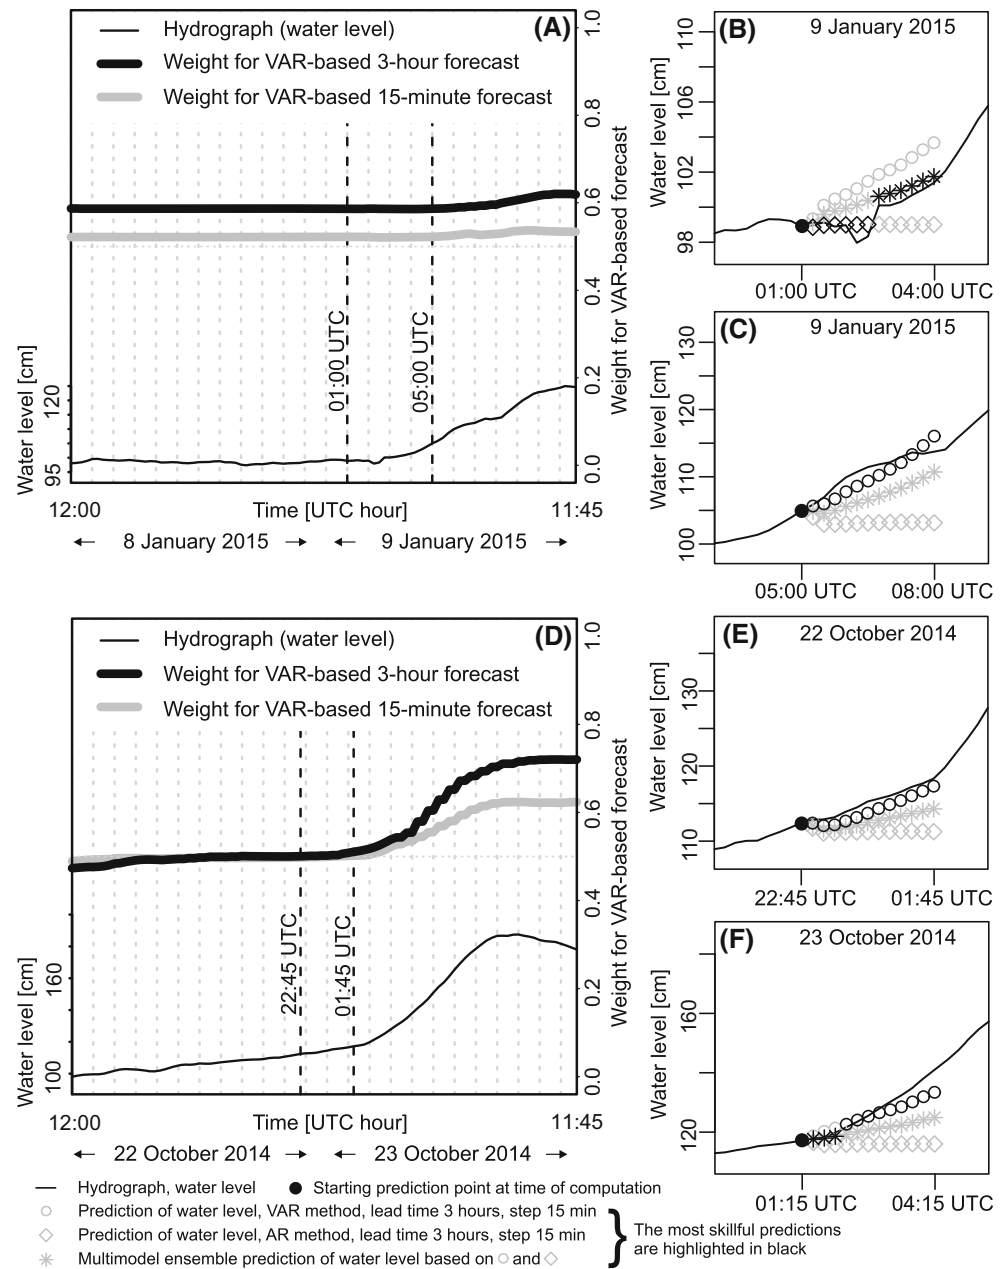 (A)
Hydrograph (water level)
Weight for VAR-based 3-hour forecast
Weight for VAR-based 15-minute forecast
01:00 UTC
05:00 UTC
Water level [cm]
95
120
Weight for VAR-based forecast
0.0
0.2
0.4
0.6
0.8
1.0
12:00
Time [UTC hour]
11:45
8 January 2015
9 January 2015
(B)
9 January 2015
Water level [cm]
98
102
106
110
01:00 UTC
04:00 UTC
(C)
9 January 2015
Water level [cm]
100
110
120
130
05:00 UTC
08:00 UTC
(D)
Hydrograph (water level)
Weight for VAR-based 3-hour forecast
Weight for VAR-based 15-minute forecast
22:45 UTC
01:45 UTC
Water level [cm]
100
160
Weight for VAR-based forecast
0.0
0.2
0.4
0.6
0.8
1.0
12:00
Time [UTC hour]
11:45
22 October 2014
23 October 2014
(E)
22 October 2014
Water level [cm]
110
120
130
22:45 UTC
01:45 UTC
(F)
23 October 2014
Water level [cm]
120
160
01:15 UTC
04:15 UTC
Hydrograph, water level
Starting prediction point at time of computation
Prediction of water level, VAR method, lead time 3 hours, step 15 min
Prediction of water level, AR method, lead time 3 hours, step 15 min
Multimodel ensemble prediction of water level based on ○ and ◇
The most skillful predictions
are highlighted in black